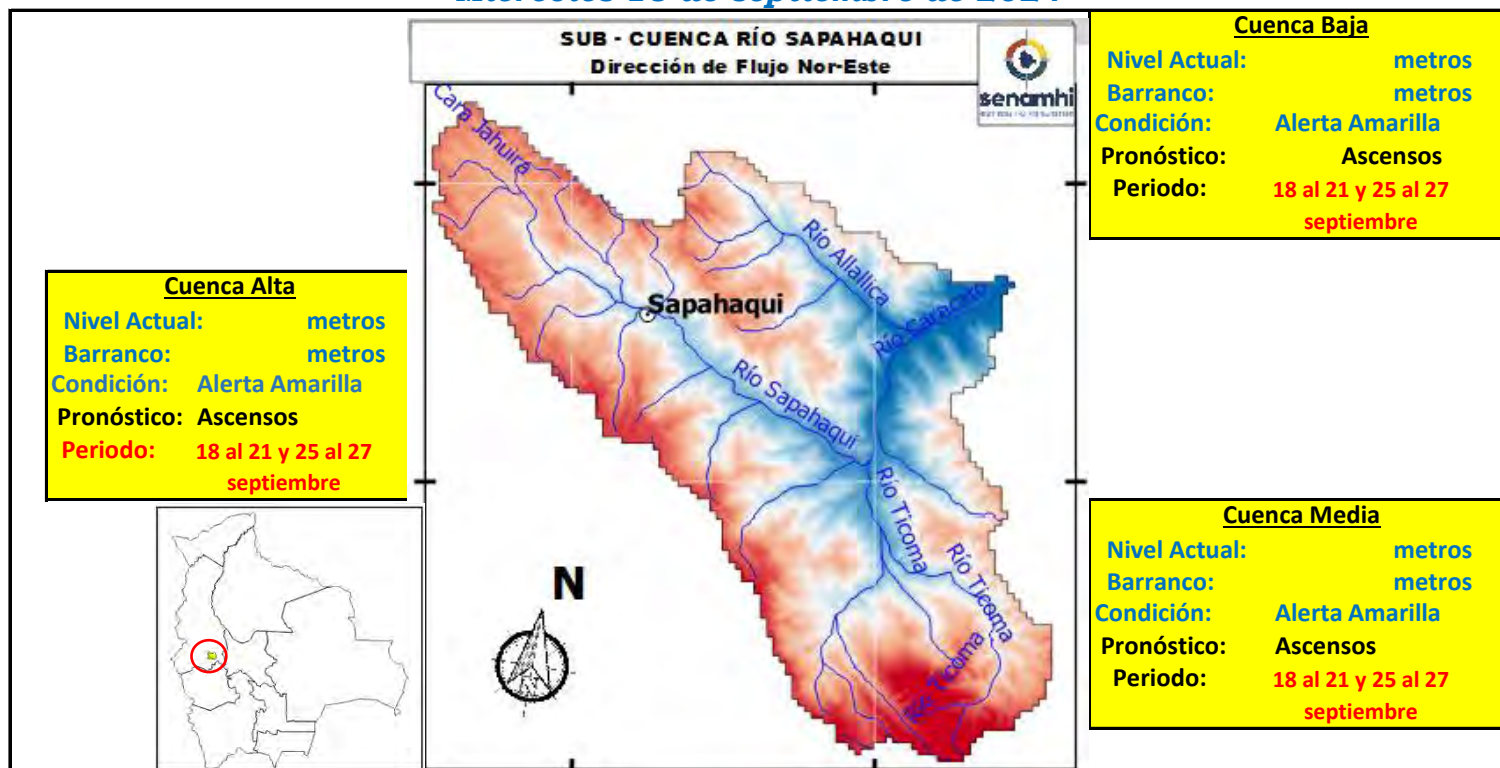 SUB - CUENCA RÍO SAPAHAQUI
Dirección de Flujo Nor-Este
senamhi
Cuenca Baja
Nivel Actual: metros
Barranco: metros
Condición: Alerta Amarilla
Pronóstico: Ascensos
Periodo: 18 al 21 y 25 al 27
septiembre
Cara Jahuira
Río Allallica
Río Caracato
Sapahaqui
Río Sapahaqui
Río Ticoma
Río Ticoma
Río Ticoma
N
Cuenca Alta
Nivel Actual: metros
Barranco: metros
Condición: Alerta Amarilla
Pronóstico: Ascensos
Periodo: 18 al 21 y 25 al 27
septiembre
Cuenca Media
Nivel Actual: metros
Barranco: metros
Condición: Alerta Amarilla
Pronóstico: Ascensos
Periodo: 18 al 21 y 25 al 27
septiembre